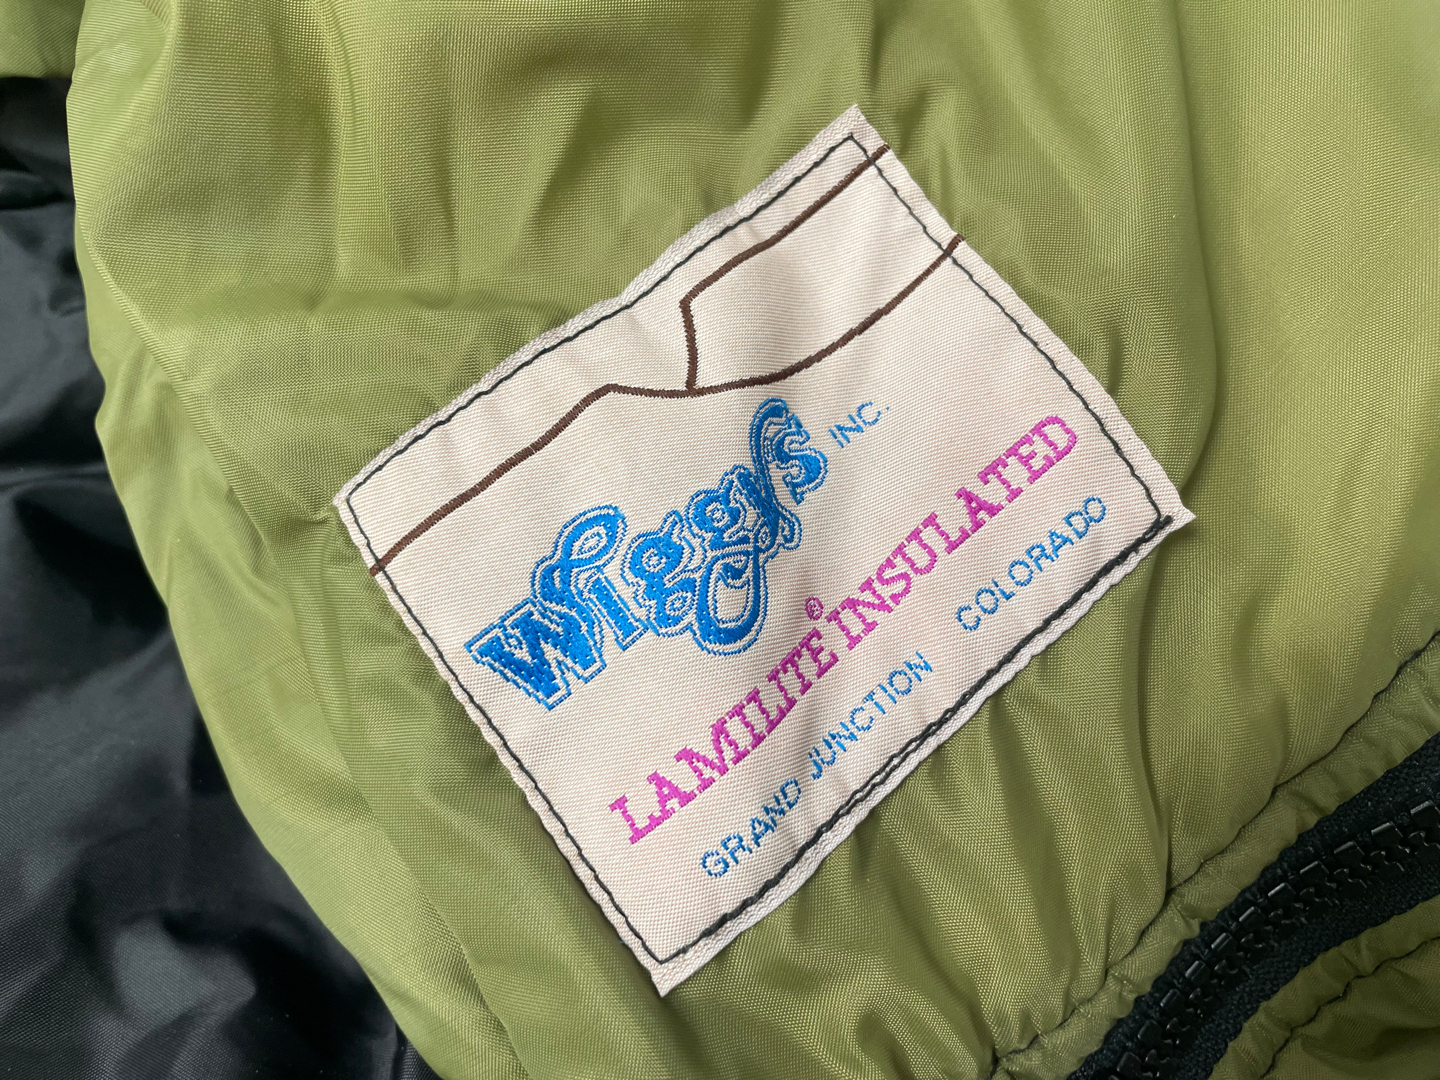 Wiggy's INC.
LAMILITE® INSULATED
GRAND JUNCTION COLORADO